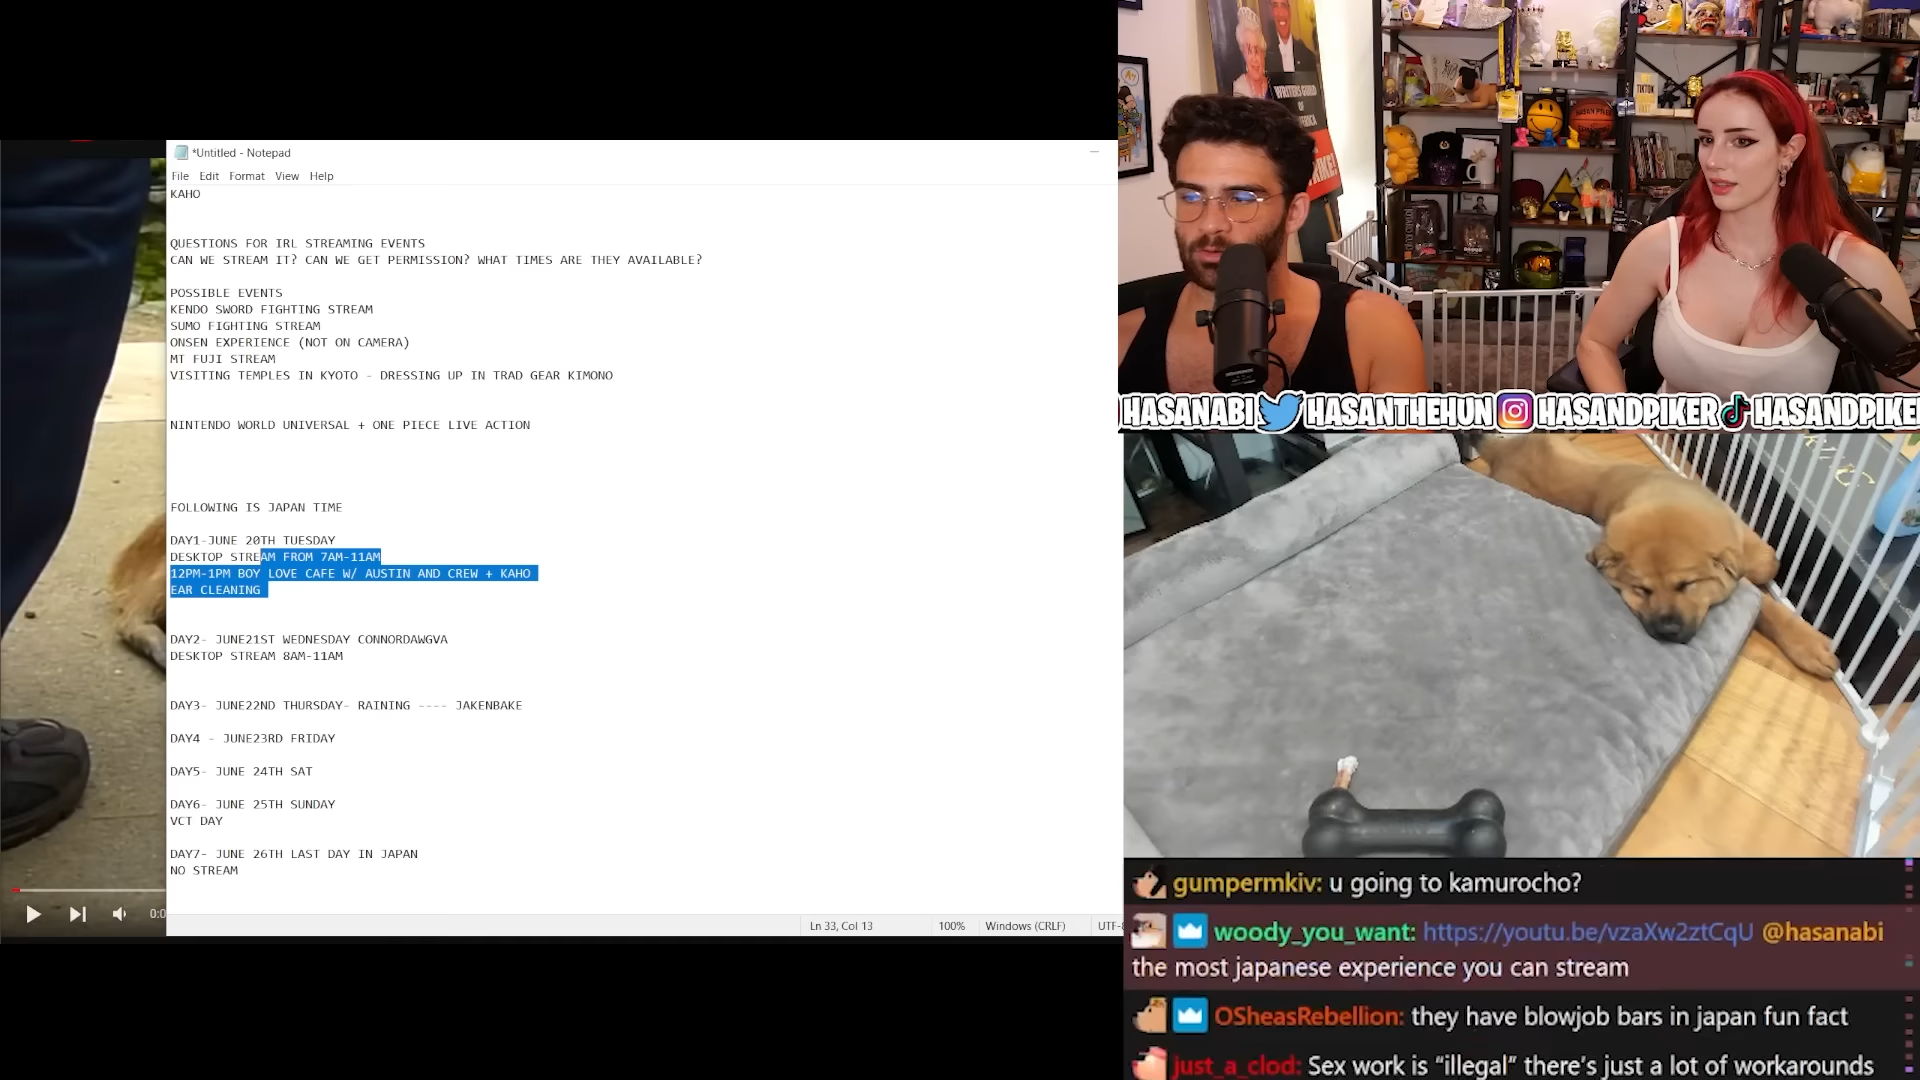 *Untitled - Notepad
File Edit Format View Help
KAHO
QUESTIONS FOR IRL STREAMING EVENTS
CAN WE STREAM IT? CAN WE GET PERMISSION? WHAT TIMES ARE THEY AVAILABLE?
POSSIBLE EVENTS
KENDO SWORD FIGHTING STREAM
SUMO FIGHTING STREAM
ONSEN EXPERIENCE (NOT ON CAMERA)
MT FUJI STREAM
VISITING TEMPLES IN KYOTO - DRESSING UP IN TRAD GEAR KIMONO
NINTENDO WORLD UNIVERSAL + ONE PIECE LIVE ACTION
FOLLOWING IS JAPAN TIME
DAY1-JUNE 20TH TUESDAY
DESKTOP STREAM FROM 7AM-11AM
12PM-1PM BOY LOVE CAFE W/ AUSTIN AND CREW + KAHO
EAR CLEANING
DAY2- JUNE21ST WEDNESDAY CONNORDAWGVA
DESKTOP STREAM 8AM-11AM
DAY3- JUNE22ND THURSDAY- RAINING ---- JAKENBAKE
DAY4 - JUNE23RD FRIDAY
DAY5- JUNE 24TH SAT
DAY6- JUNE 25TH SUNDAY
VCT DAY
DAY7- JUNE 26TH LAST DAY IN JAPAN
NO STREAM
0:0
Ln 33, Col 13 100% Windows (CRLF) UTF-8
WRITERS GUILD
OF
HASANABI HASANTHEHUN HASANDPIKER HASANDPIKE
gumpermkiv: u going to kamurocho?
woody_you_want: https://youtu.be/vzaXw2ztCqU @hasanabi
the most japanese experience you can stream
OSheasRebellion: they have blowjob bars in japan fun fact
just_a_clod: Sex work is “illegal” there’s just a lot of workarounds